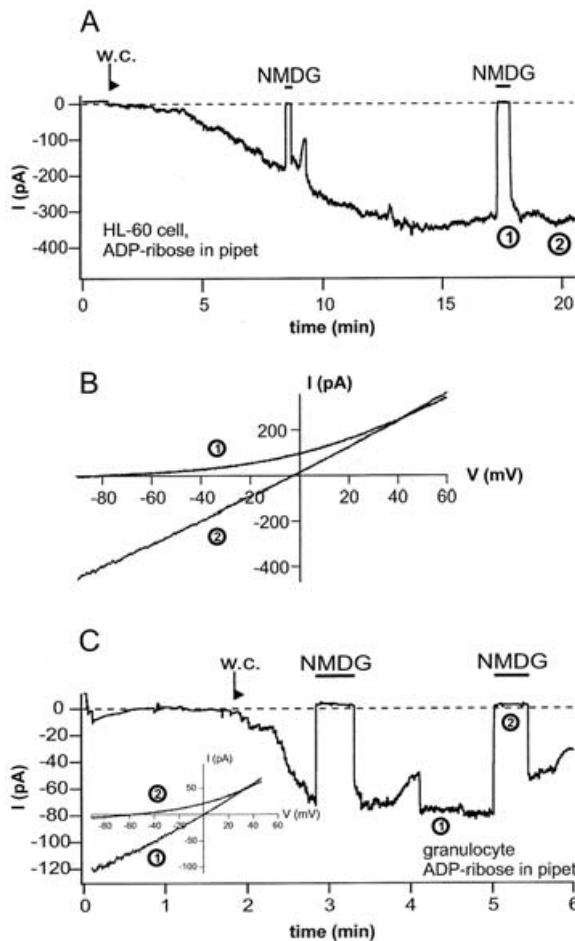 A
w.c.
NMDG NMDG
0
-100
-200
-300
-400
I (pA)
HL-60 cell,
ADP-ribose in pipet
① ②
0 5 10 15 20
time (min)
B
I (pA)
200
①
V (mV)
-80 -60 -40 -20 20 40 60
②
-200
-400
C
w.c.
NMDG NMDG
0
-20
-40
-60
-80
-100
-120
I (pA)
②
I (pA)
50
②
V (mV)
-80 -60 -40 -20 0 20 40 60
-50
①
-100
①
granulocyte
ADP-ribose in pipet
0 1 2 3 4 5 6
time (min)